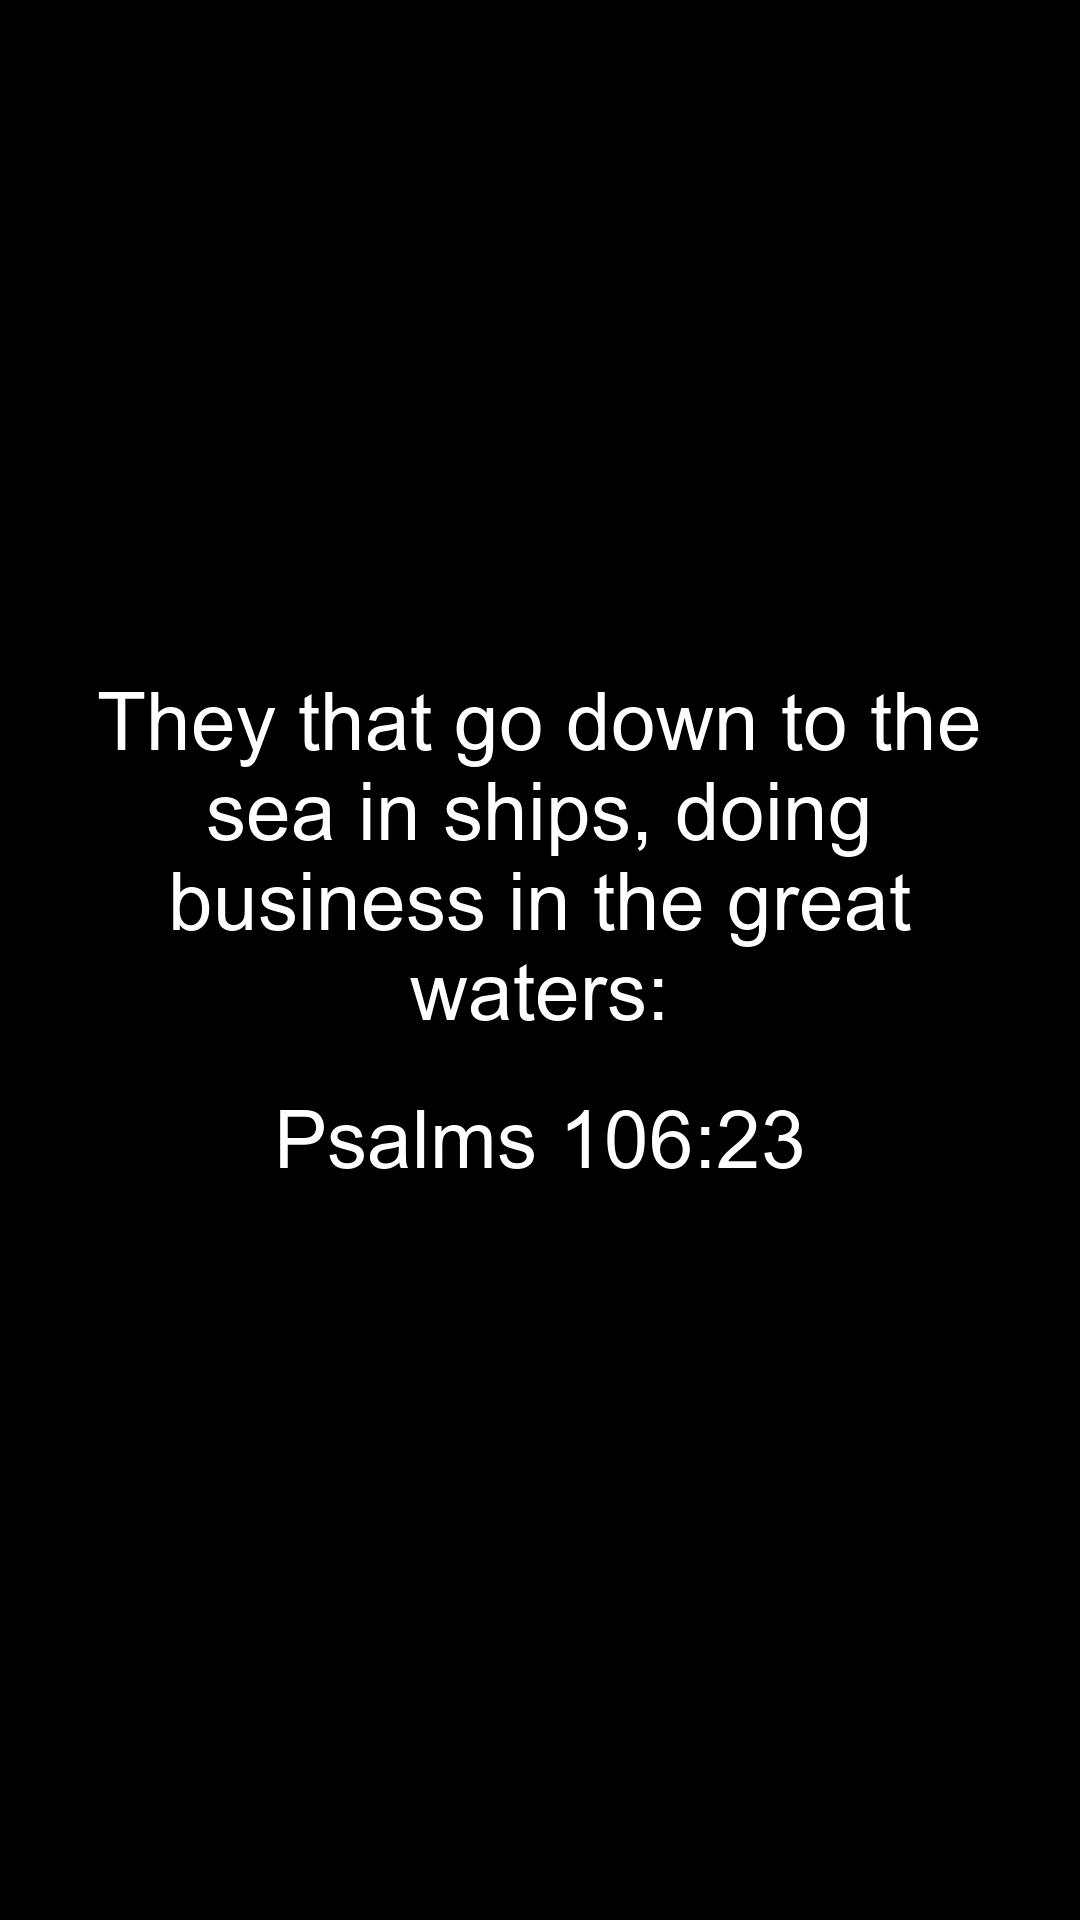 They that go down to the
sea in ships, doing
business in the great
waters:
Psalms 106:23